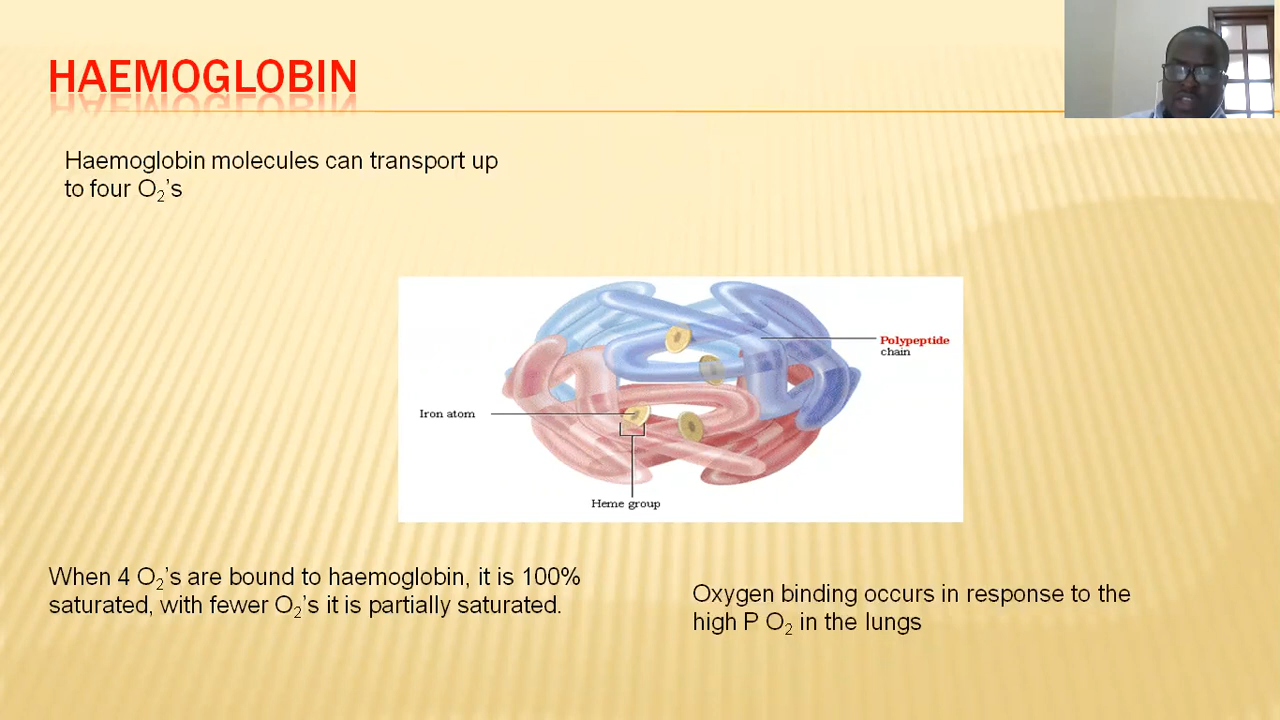 HAEMOGLOBIN
Haemoglobin molecules can transport up
to four O₂’s
Polypeptide
chain
Iron atom
Heme group
When 4 O₂’s are bound to haemoglobin, it is 100%
saturated, with fewer O₂’s it is partially saturated.
Oxygen binding occurs in response to the
high P O₂ in the lungs